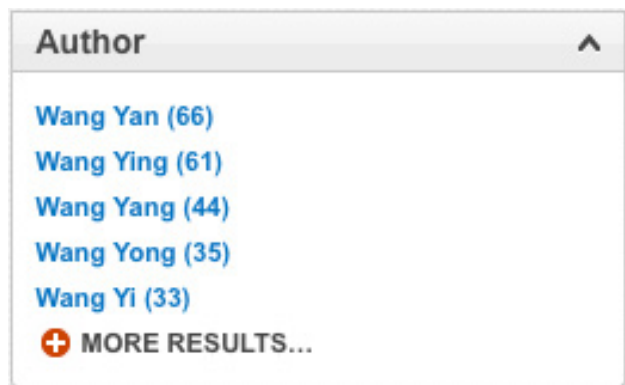 Author
Wang Yan (66)
Wang Ying (61)
Wang Yang (44)
Wang Yong (35)
Wang Yi (33)
MORE RESULTS...